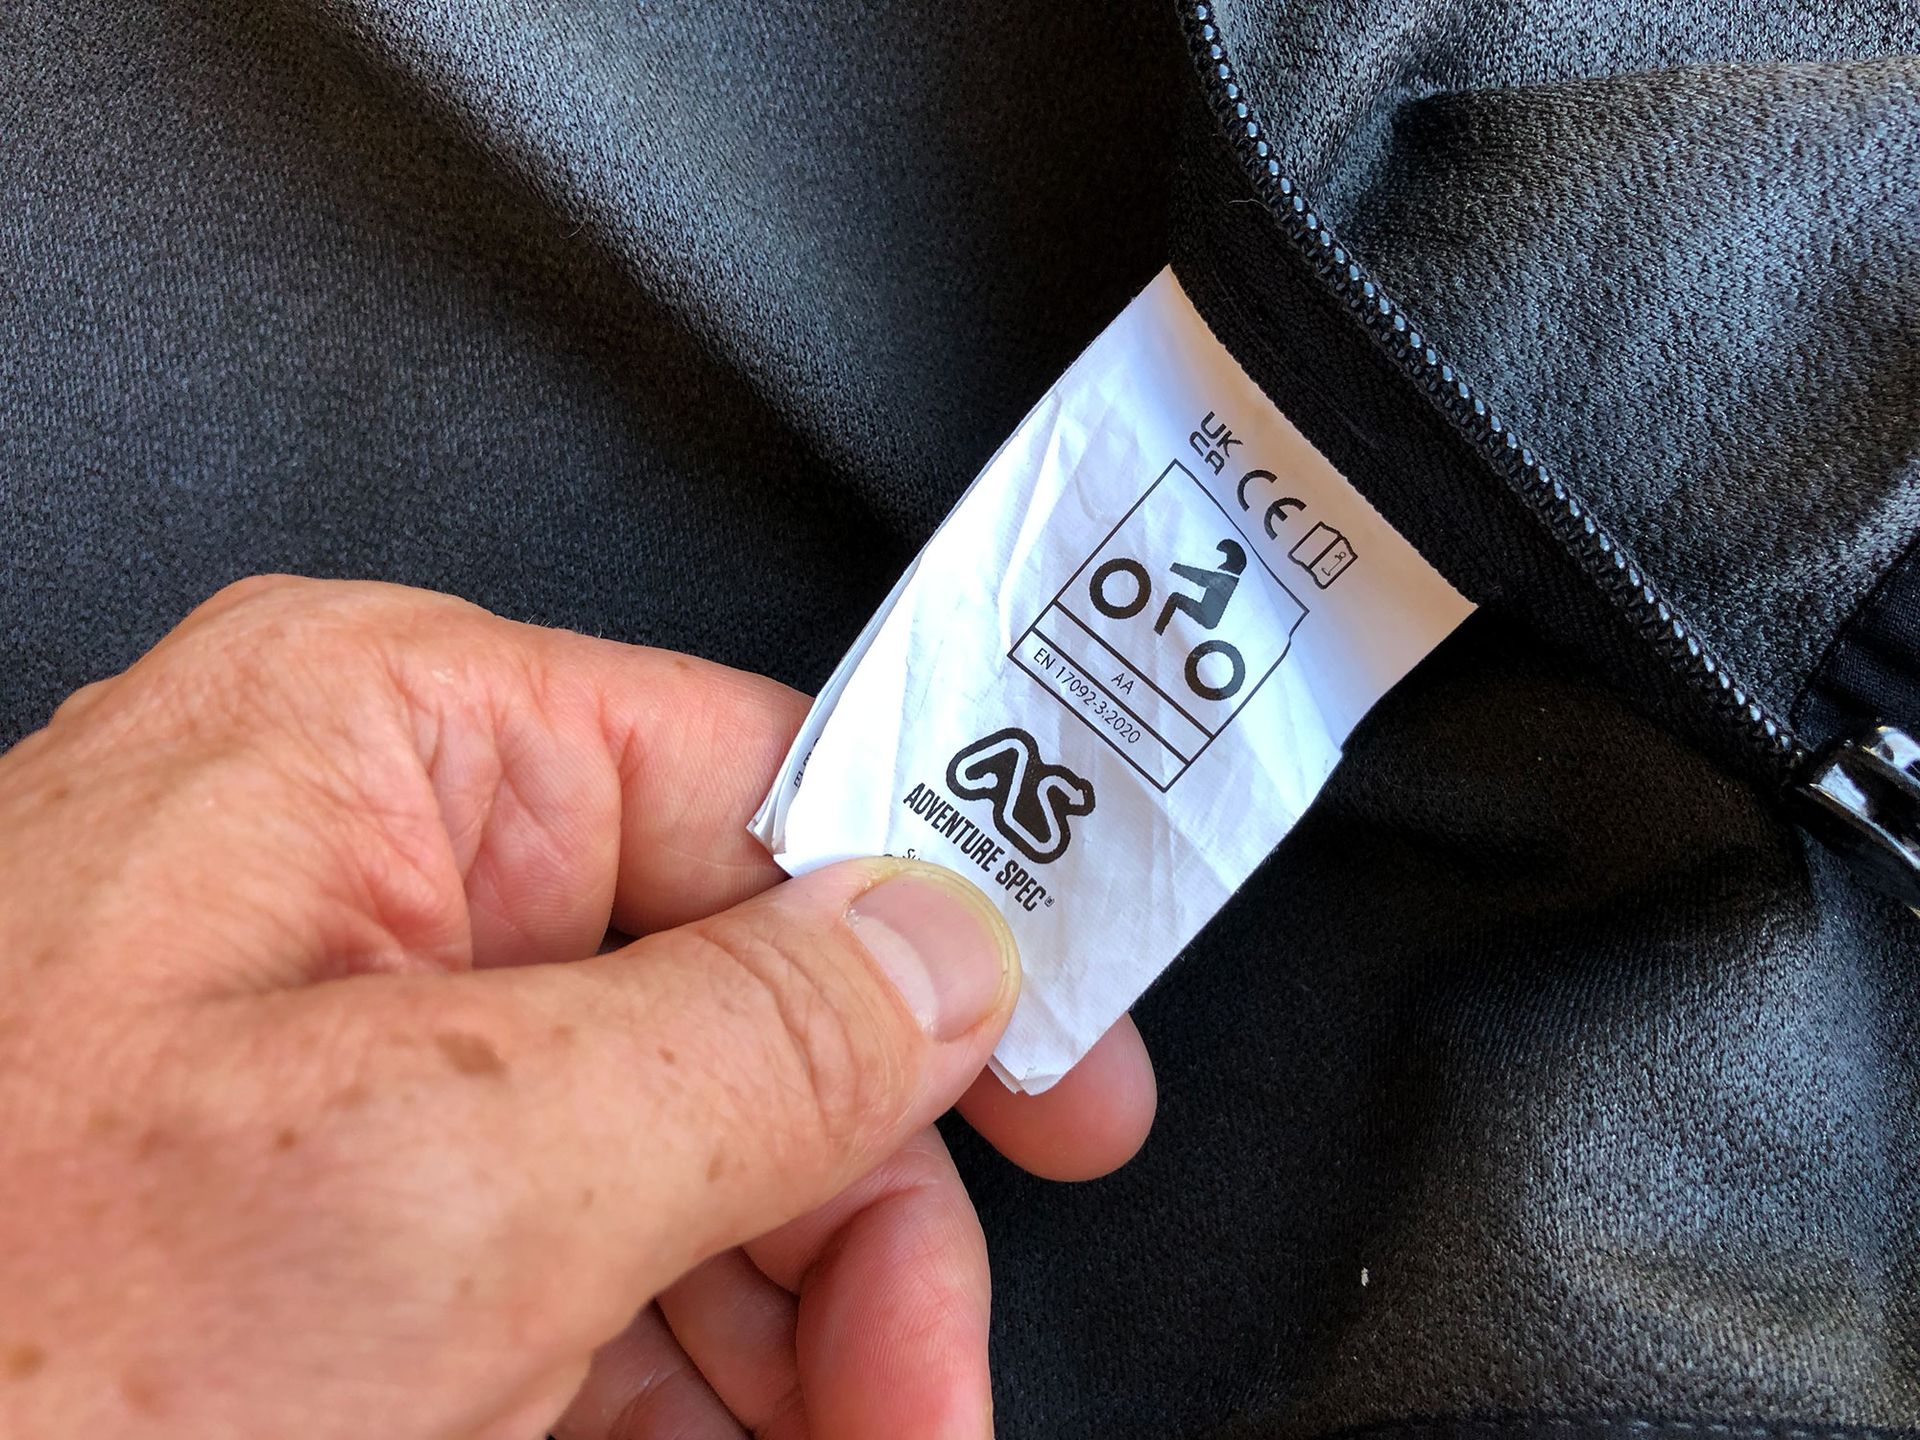 UK
CA
CE
AA
EN 17092-3:2020
AS
ADVENTURE SPEC®